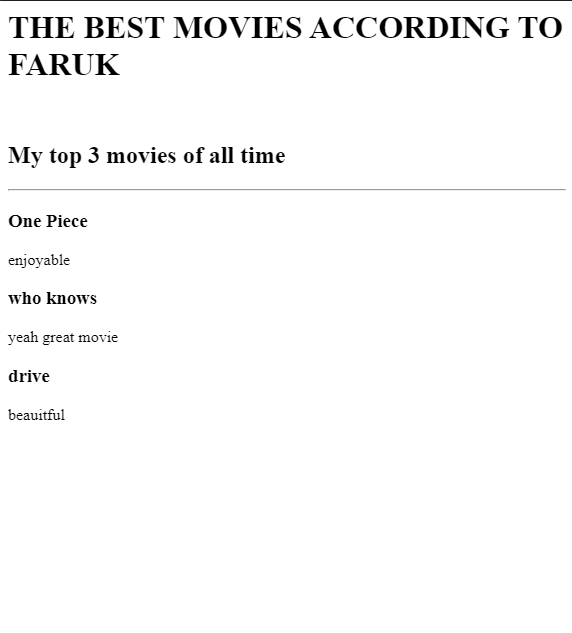 THE BEST MOVIES ACCORDING TO
FARUK
My top 3 movies of all time
One Piece
enjoyable
who knows
yeah great movie
drive
beauitful